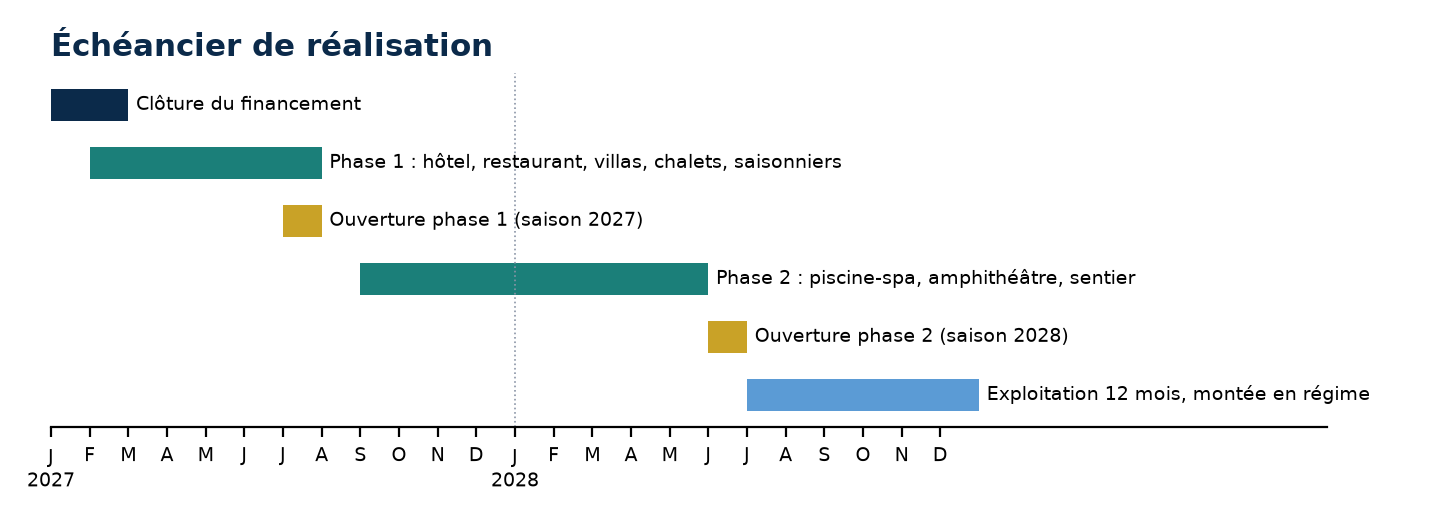 Échéancier de réalisation
Clôture du financement
Phase 1 : hôtel, restaurant, villas, chalets, saisonniers
Ouverture phase 1 (saison 2027)
Phase 2 : piscine-spa, amphithéâtre, sentier
Ouverture phase 2 (saison 2028)
Exploitation 12 mois, montée en régime
J F M A M J J A S O N D J F M A M J J A S O N D
2027 2028